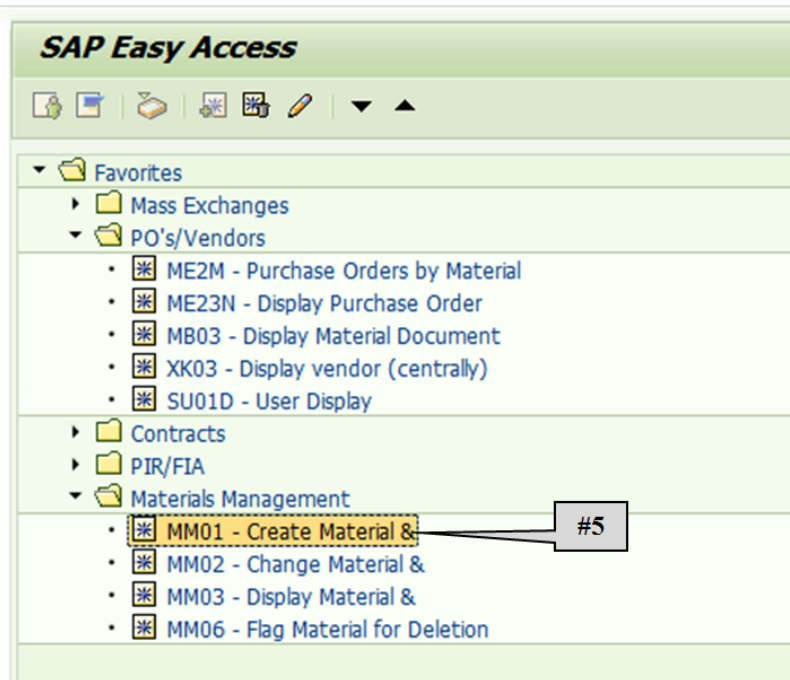 SAP Easy Access
Favorites
Mass Exchanges
PO's/Vendors
ME2M - Purchase Orders by Material
ME23N - Display Purchase Order
MB03 - Display Material Document
XK03 - Display vendor (centrally)
SU01D - User Display
Contracts
PIR/FIA
Materials Management
MM01 - Create Material &
#5
MM02 - Change Material &
MM03 - Display Material &
MM06 - Flag Material for Deletion